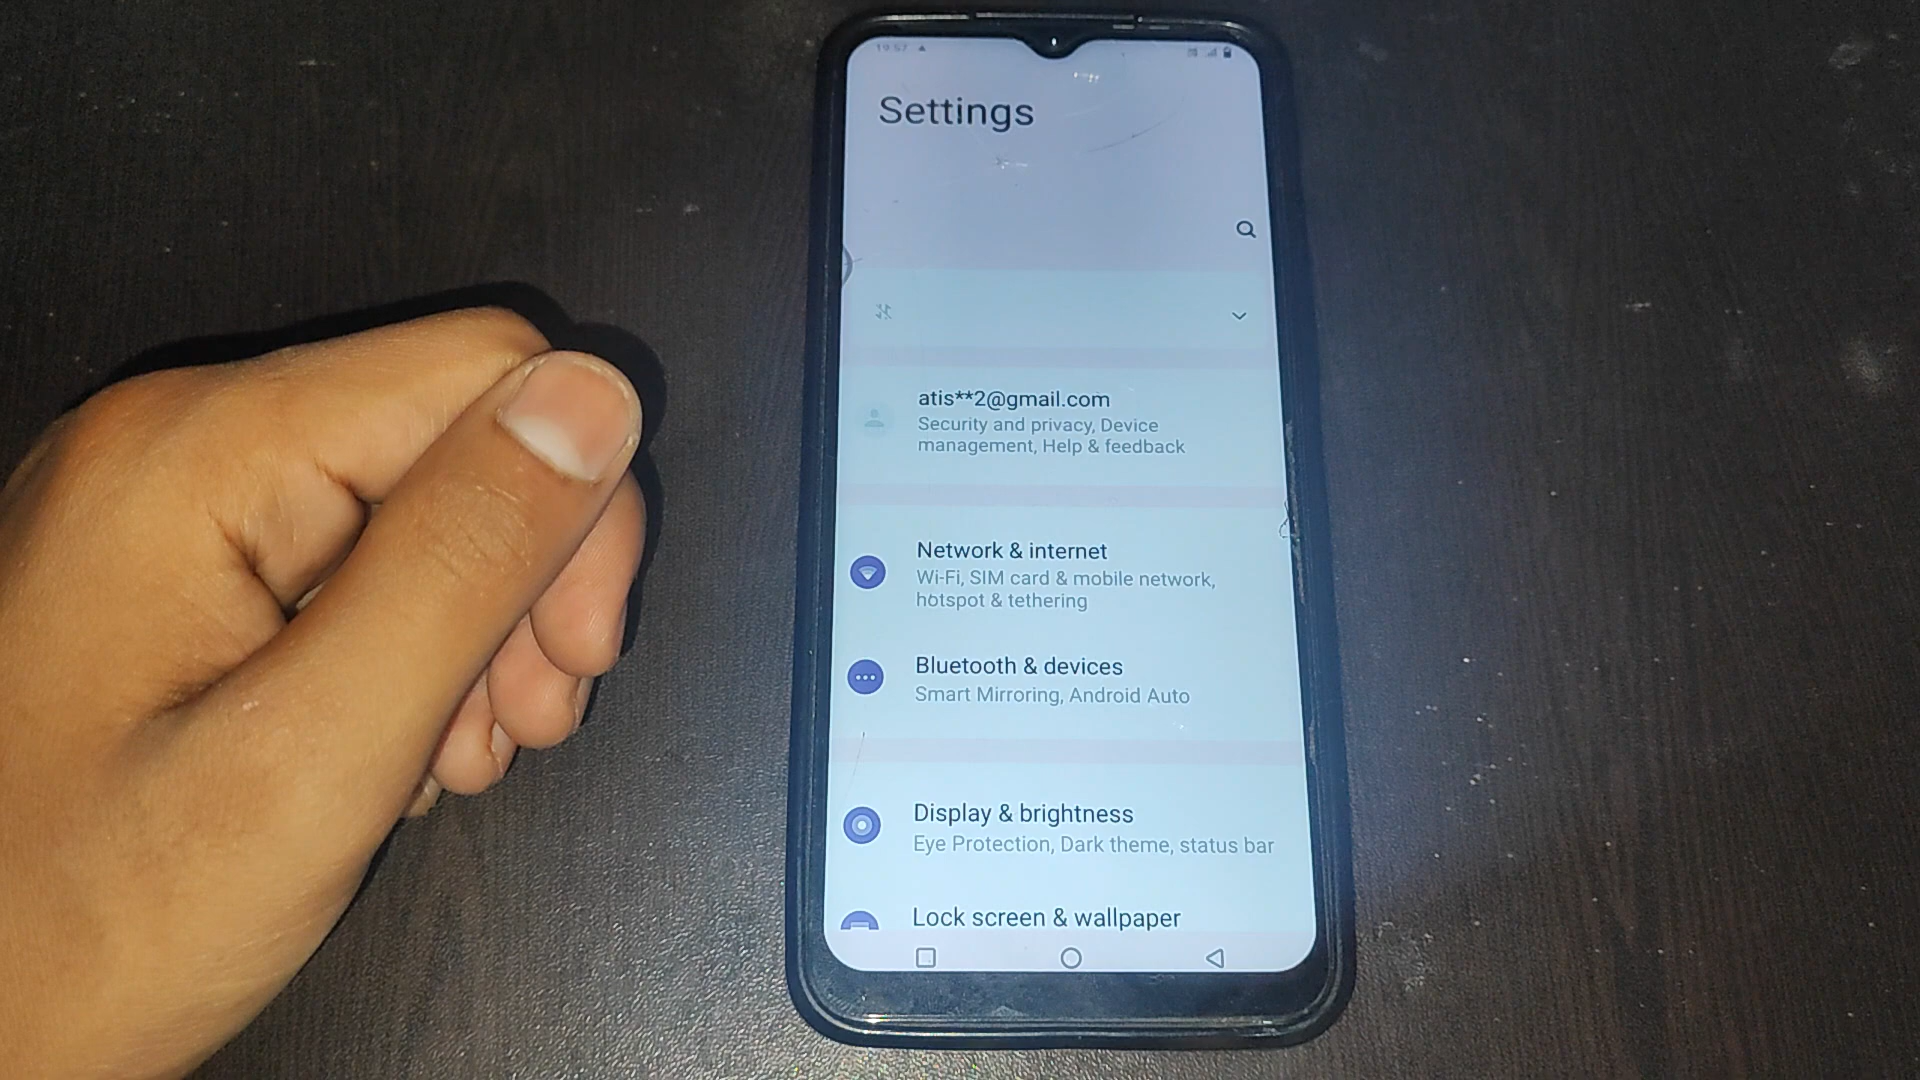 19:57
Settings
atis**2@gmail.com
Security and privacy, Device
management, Help & feedback
Network & internet
Wi-Fi, SIM card & mobile network,
hotspot & tethering
Bluetooth & devices
Smart Mirroring, Android Auto
Display & brightness
Eye Protection, Dark theme, status bar
Lock screen & wallpaper